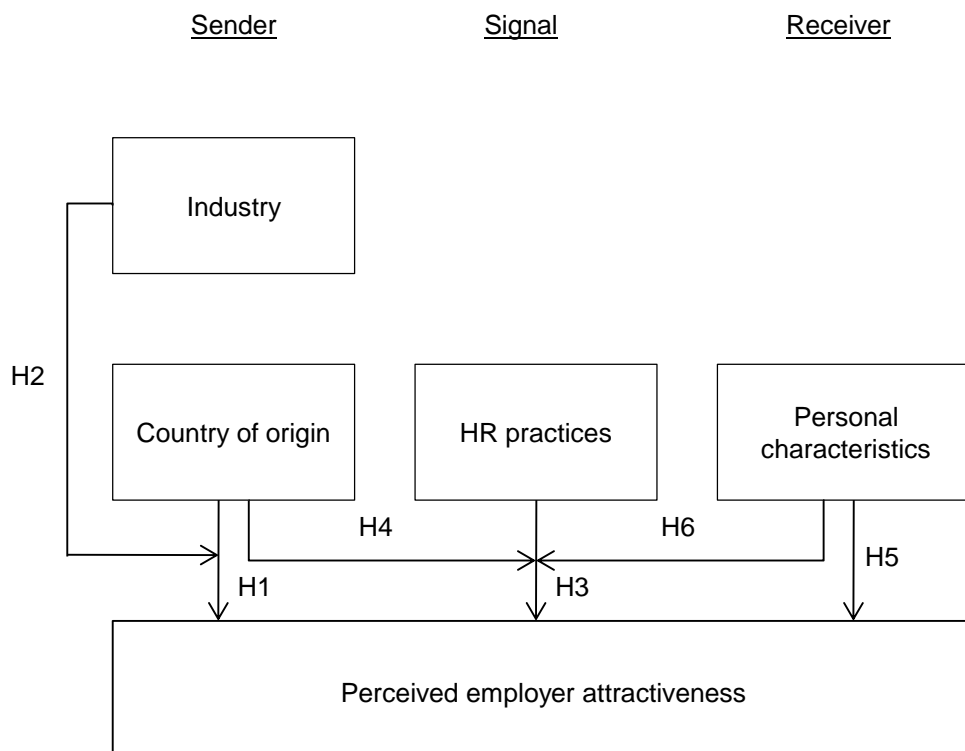 Sender
Signal
Receiver
Industry
H2
Country of origin
HR practices
Personal
characteristics
H4
H6
H5
H1
H3
Perceived employer attractiveness